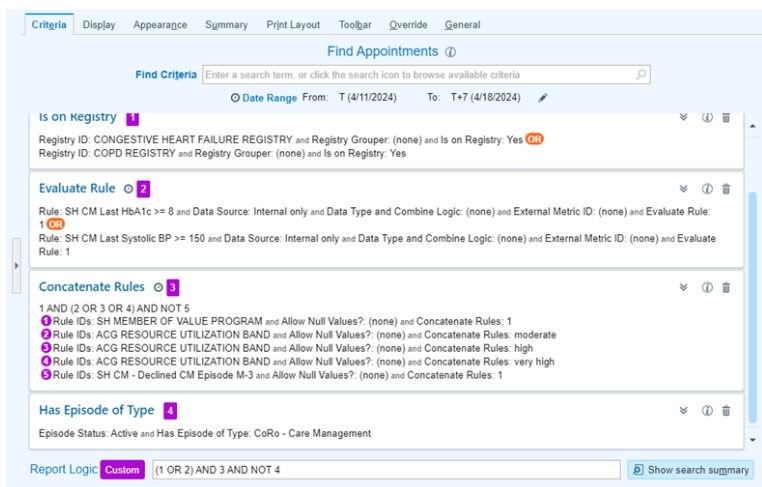 Criteria Display Appearance Summary Print Layout Toolbar Override General
Find Appointments
Find Criteria Enter a search term, or click the search icon to browse available criteria
Date Range From: T (4/11/2024) To: T+7 (4/18/2024)
Is on Registry 1
Registry ID: CONGESTIVE HEART FAILURE REGISTRY and Registry Grouper: (none) and Is on Registry: Yes OR
Registry ID: COPD REGISTRY and Registry Grouper: (none) and Is on Registry: Yes
Evaluate Rule 2
Rule: SH CM Last HbA1c >= 8 and Data Source: Internal only and Data Type and Combine Logic: (none) and External Metric ID: (none) and Evaluate Rule:
1 OR
Rule: SH CM Last Systolic BP >= 150 and Data Source: Internal only and Data Type and Combine Logic: (none) and External Metric ID: (none) and Evaluate
Rule: 1
Concatenate Rules 3
1 AND (2 OR 3 OR 4) AND NOT 5
1 Rule IDs: SH MEMBER OF VALUE PROGRAM and Allow Null Values?: (none) and Concatenate Rules: 1
2 Rule IDs: ACG RESOURCE UTILIZATION BAND and Allow Null Values?: (none) and Concatenate Rules: moderate
3 Rule IDs: ACG RESOURCE UTILIZATION BAND and Allow Null Values?: (none) and Concatenate Rules: high
4 Rule IDs: ACG RESOURCE UTILIZATION BAND and Allow Null Values?: (none) and Concatenate Rules: very high
5 Rule IDs: SH CM - Declined CM Episode M-3 and Allow Null Values?: (none) and Concatenate Rules: 1
Has Episode of Type 4
Episode Status: Active and Has Episode of Type: CoRo - Care Management
Report Logic Custom (1 OR 2) AND 3 AND NOT 4 Show search summary